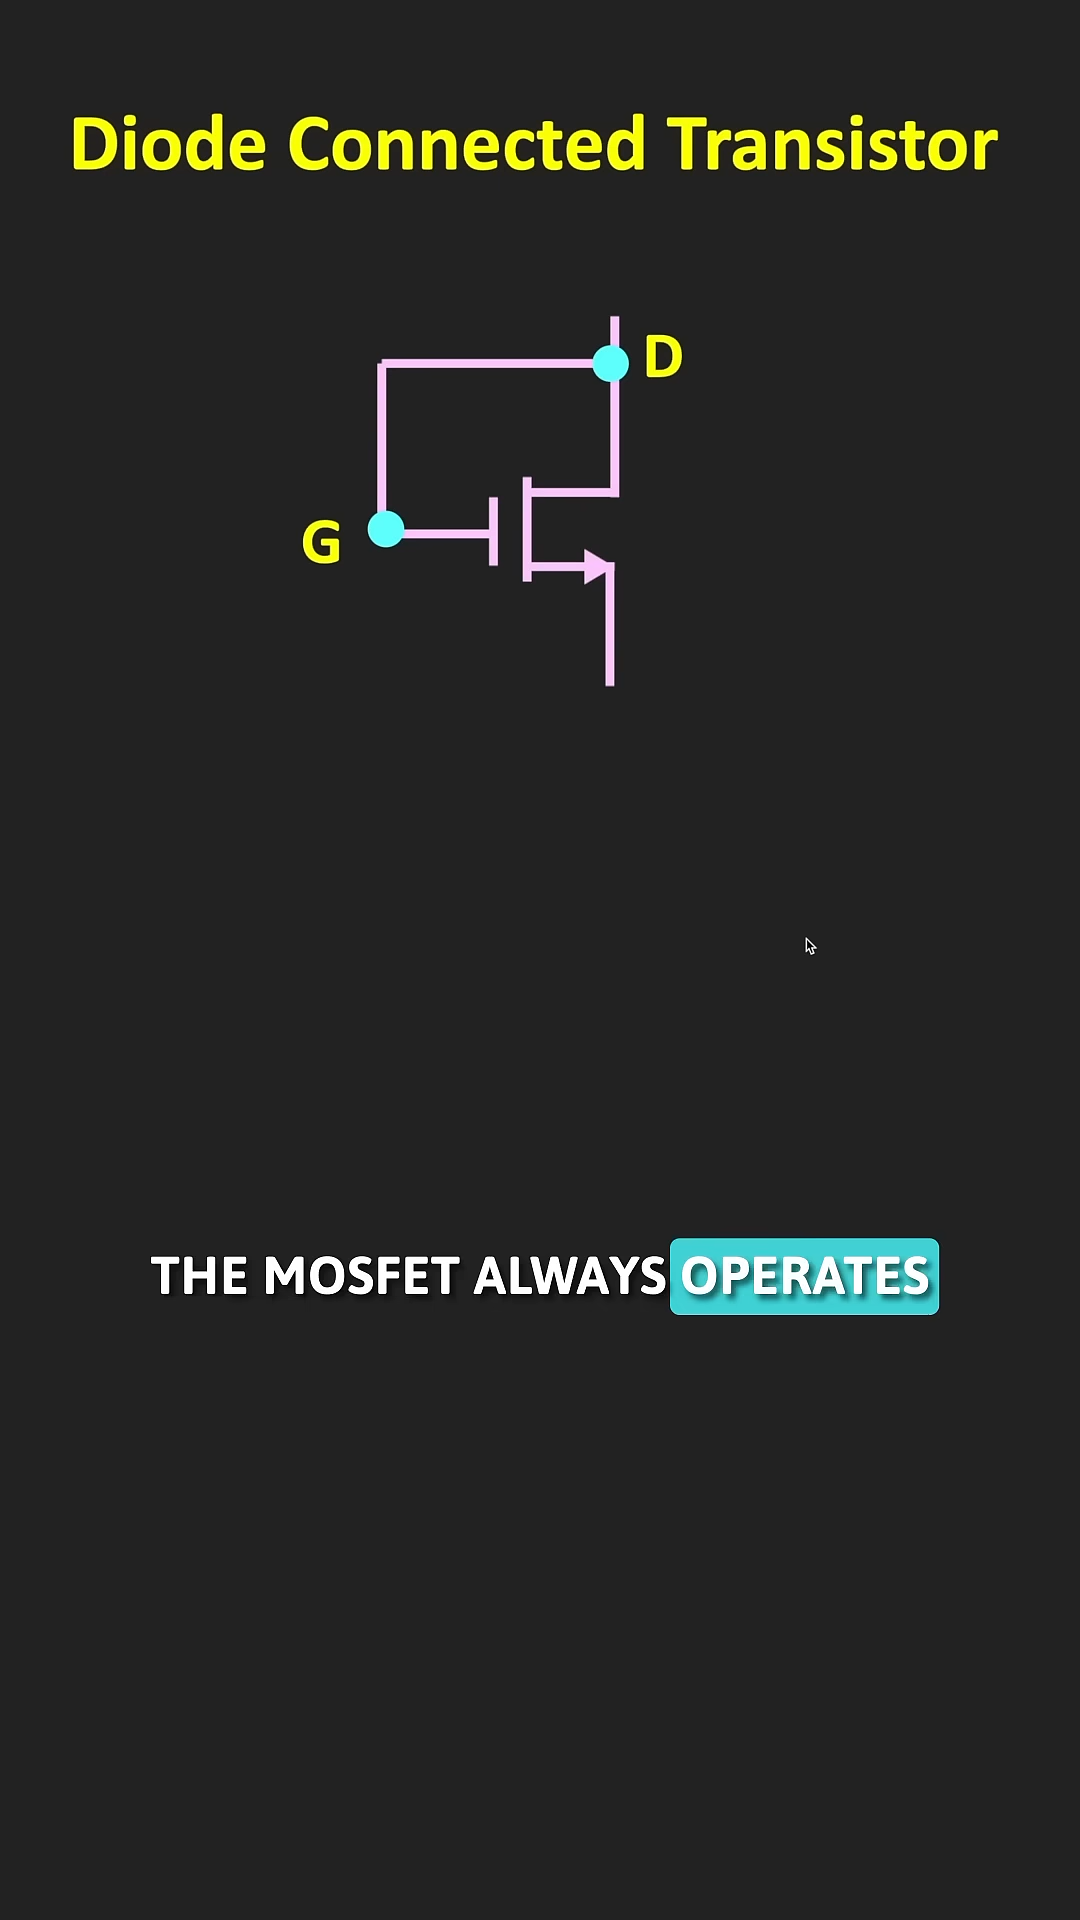 Diode Connected Transistor
D
G
THE MOSFET ALWAYS OPERATES